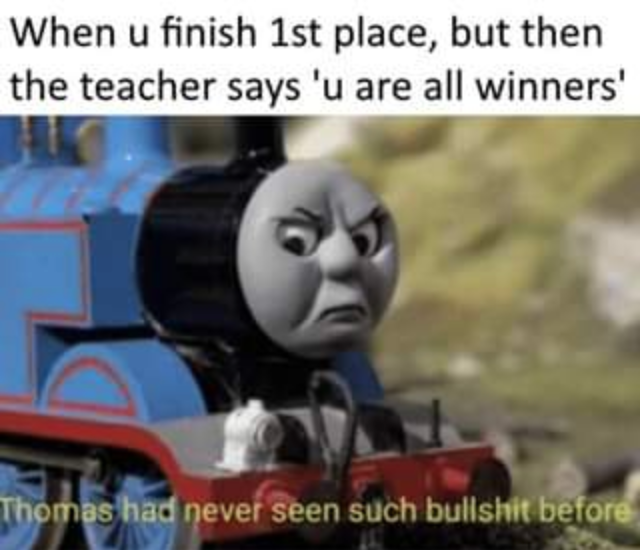 When u finish 1st place, but then
the teacher says 'u are all winners'
Thomas had never seen such bullshit before